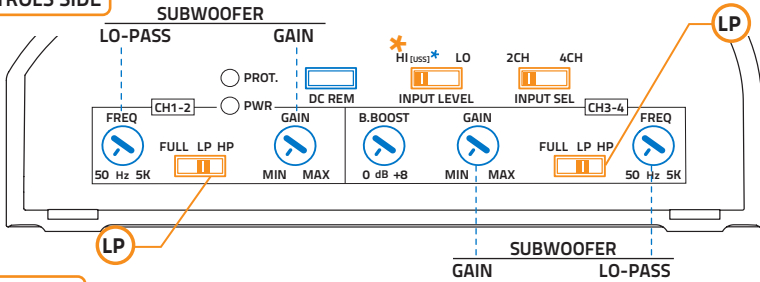 TROLS SIDE
SUBWOOFER
LO-PASS GAIN
LP
HI [USS]* LO 2CH 4CH
PROT.
DC REM INPUT LEVEL INPUT SEL
CH1-2 PWR CH3-4
FREQ GAIN B.BOOST GAIN FREQ
FULL LP HP FULL LP HP
50 Hz 5K MIN MAX 0 dB +8 MIN MAX 50 Hz 5K
LP
SUBWOOFER
GAIN LO-PASS